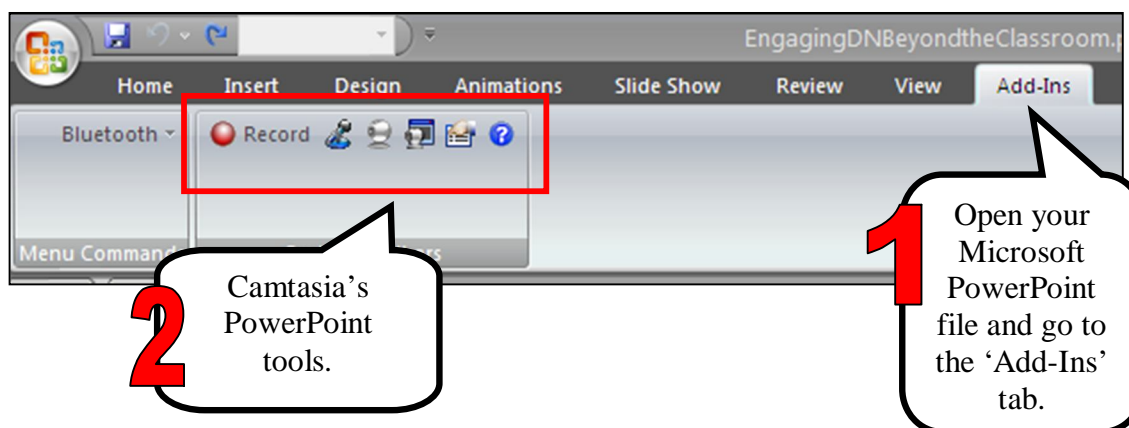 EngagingDNBeyondtheClassroom.p
Home Insert Design Animations Slide Show Review View Add-Ins
Bluetooth
Record
Menu Command
1
Open your
Microsoft
PowerPoint
file and go to
the ‘Add-Ins’
tab.
2
Camtasia’s
PowerPoint
tools.